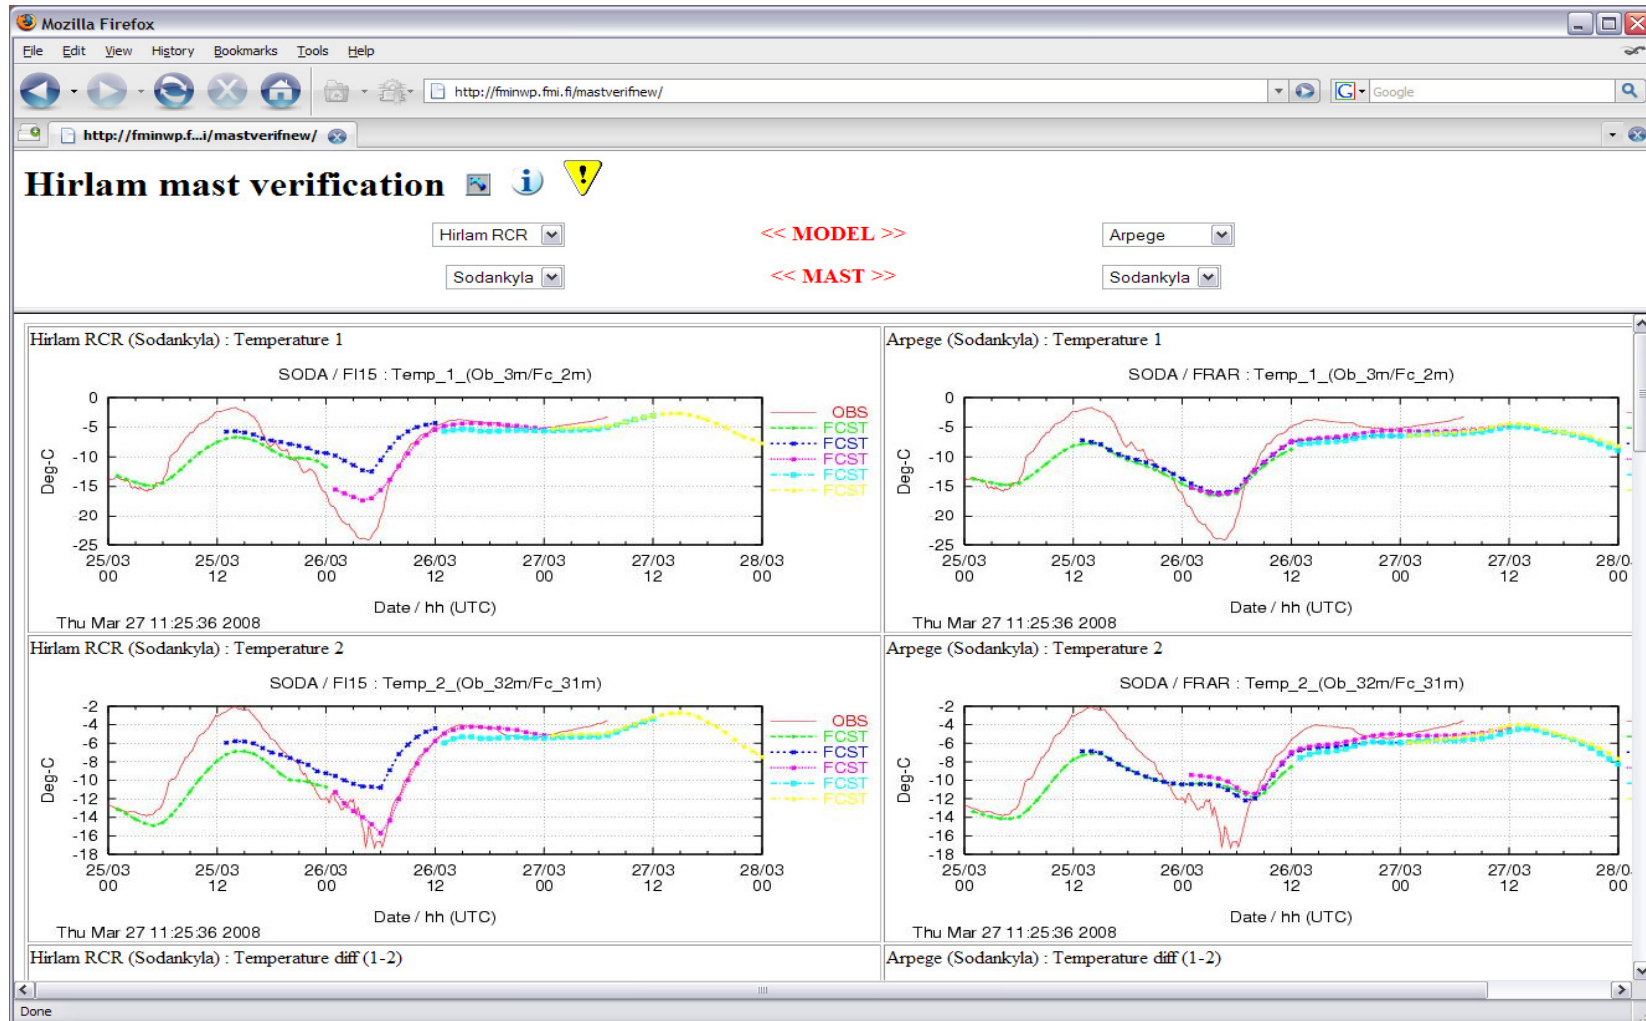 Mozilla Firefox
File Edit View History Bookmarks Tools Help
http://fminwp.fmi.fi/mastverifnew/
G Google
http://fminwp.f...i/mastverifnew/
Hirlam mast verification
Hirlam RCR << MODEL >> Arpege
Sodankyla << MAST >> Sodankyla
Hirlam RCR (Sodankyla) : Temperature 1
SODA / FI15 : Temp_1_(Ob_3m/Fc_2m)
Deg-C
0
-5
-10
-15
-20
-25
OBS
FCST
FCST
FCST
FCST
FCST
25/03 25/03 26/03 26/03 27/03 27/03 28/03
00 12 00 12 00 12 00
Date / hh (UTC)
Thu Mar 27 11:25:36 2008
Arpege (Sodankyla) : Temperature 1
SODA / FRAR : Temp_1_(Ob_3m/Fc_2m)
Deg-C
0
-5
-10
-15
-20
-25
25/03 25/03 26/03 26/03 27/03 27/03 28/0
00 12 00 12 00 12 00
Date / hh (UTC)
Thu Mar 27 11:25:36 2008
Hirlam RCR (Sodankyla) : Temperature 2
SODA / FI15 : Temp_2_(Ob_32m/Fc_31m)
Deg-C
-2
-4
-6
-8
-10
-12
-14
-16
-18
OBS
FCST
FCST
FCST
FCST
FCST
25/03 25/03 26/03 26/03 27/03 27/03 28/03
00 12 00 12 00 12 00
Date / hh (UTC)
Thu Mar 27 11:25:36 2008
Arpege (Sodankyla) : Temperature 2
SODA / FRAR : Temp_2_(Ob_32m/Fc_31m)
Deg-C
-2
-4
-6
-8
-10
-12
-14
-16
-18
25/03 25/03 26/03 26/03 27/03 27/03 28/0
00 12 00 12 00 12 00
Date / hh (UTC)
Thu Mar 27 11:25:36 2008
Hirlam RCR (Sodankyla) : Temperature diff (1-2)
Arpege (Sodankyla) : Temperature diff (1-2)
Done